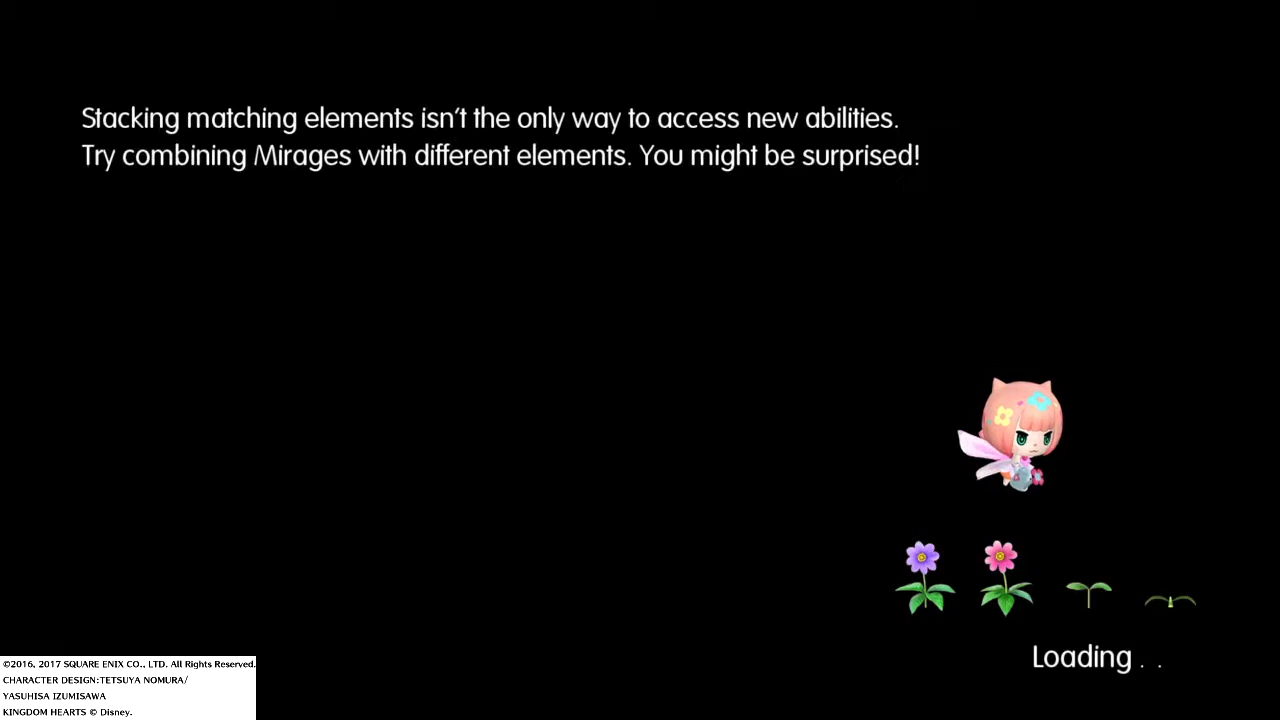 Stacking matching elements isn't the only way to access new abilities.
Try combining Mirages with different elements. You might be surprised!
Loading . .
©2016, 2017 SQUARE ENIX CO., LTD. All Rights Reserved.
CHARACTER DESIGN:TETSUYA NOMURA/
YASUHISA IZUMISAWA
KINGDOM HEARTS © Disney.